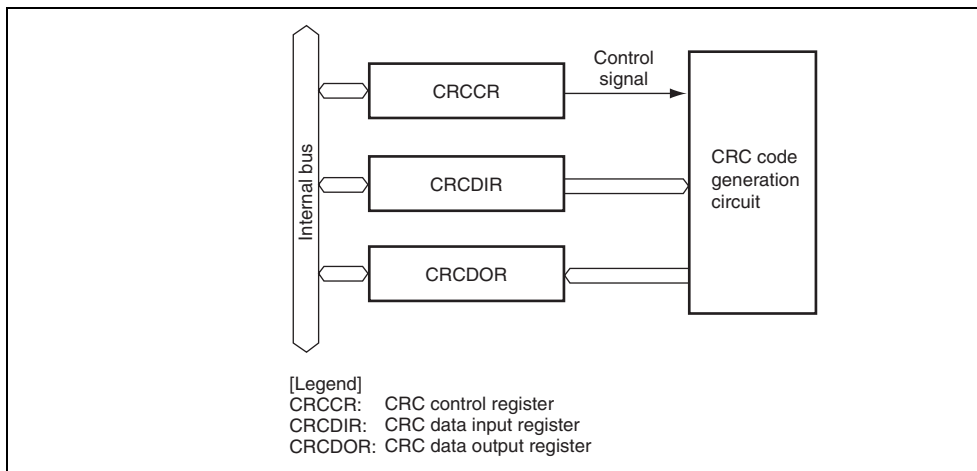 Control
signal
CRCCR
Internal bus
CRCDIR
CRC code
generation
circuit
CRCDOR
[Legend]
CRCCR: CRC control register
CRCDIR: CRC data input register
CRCDOR: CRC data output register